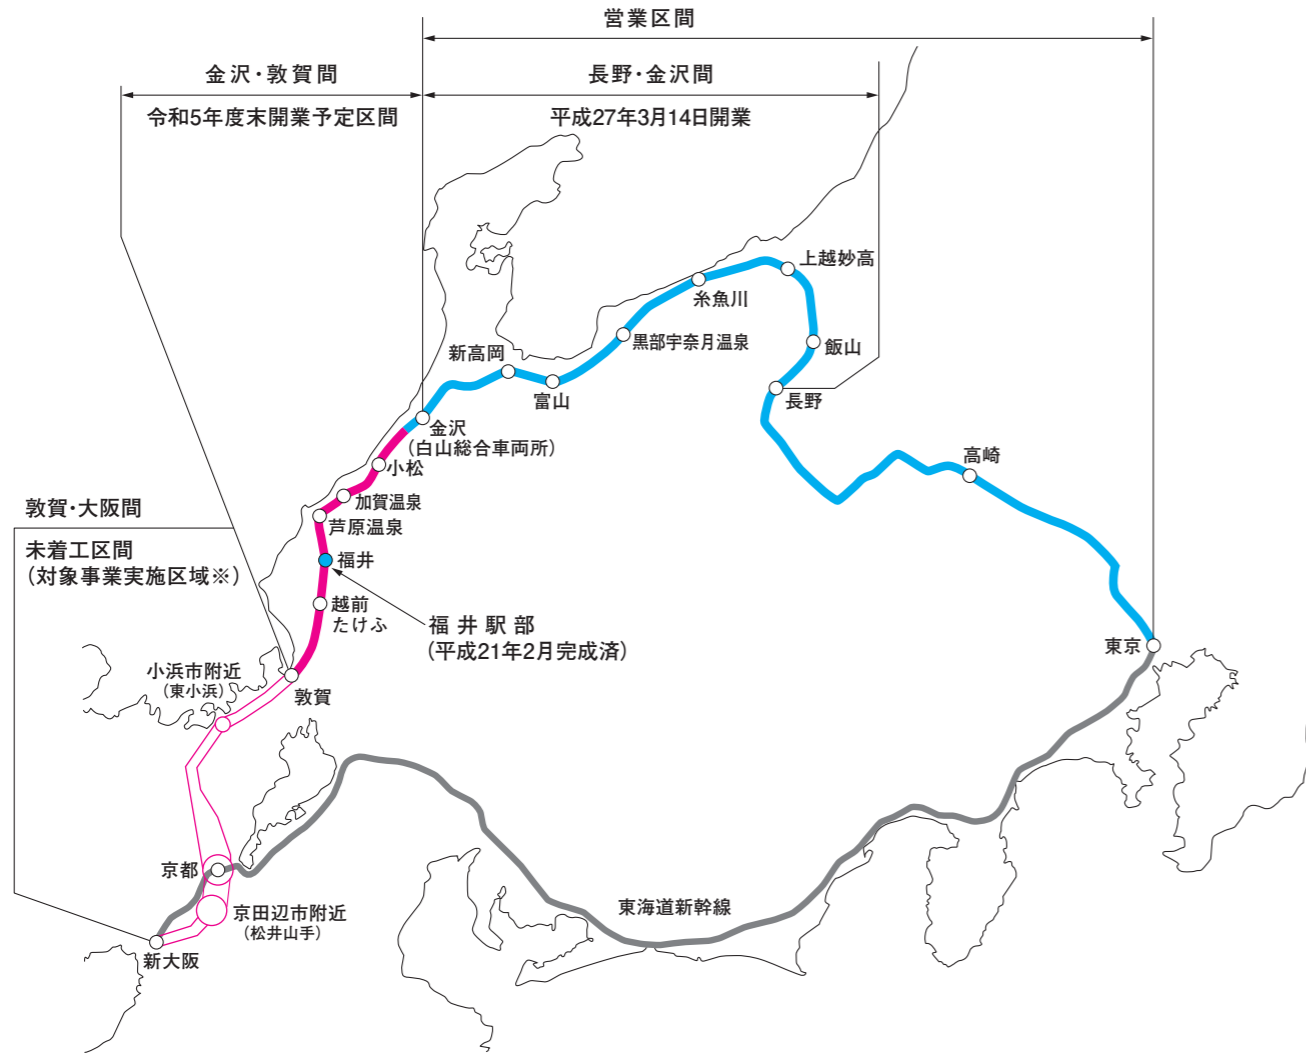 営業区間
金沢・敦賀間
長野・金沢間
令和5年度末開業予定区間
平成27年3月14日開業
上越妙高
糸魚川
黒部宇奈月温泉
飯山
新高岡
富山
長野
金沢
(白山総合車両所)
高崎
小松
加賀温泉
芦原温泉
敦賀・大阪間
未着工区間
(対象事業実施区域※)
福井
越前
たけふ
福井駅部
(平成21年2月完成済)
東京
小浜市附近
(東小浜)
敦賀
京都
京田辺市附近
(松井山手)
東海道新幹線
新大阪